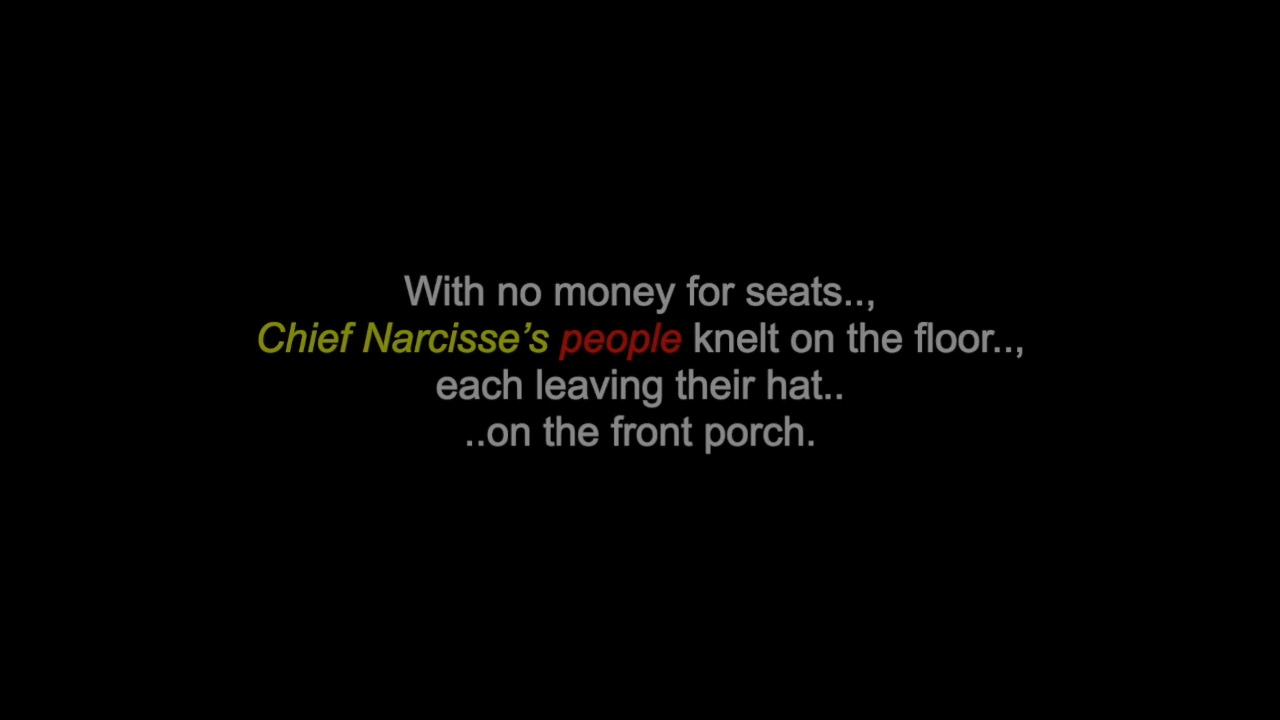 With no money for seats..,
Chief Narcisse’s people knelt on the floor..,
each leaving their hat..
..on the front porch.